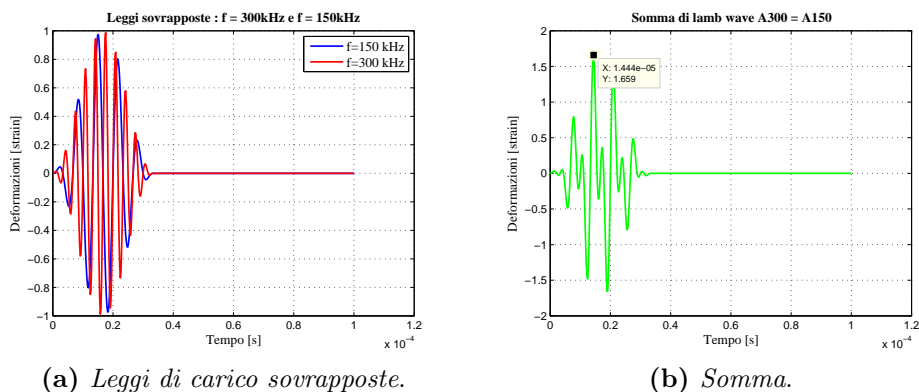 Leggi sovrapposte : f = 300kHz e f = 150kHz
Deformazioni [strain]
1
0.8
0.6
0.4
0.2
0
−0.2
−0.4
−0.6
−0.8
−1
f=150 kHz
f=300 kHz
0 0.2 0.4 0.6 0.8 1 1.2
Tempo [s]
x 10⁻⁴
(a) Leggi di carico sovrapposte.
Somma di lamb wave A300 = A150
Deformazioni [strain]
2
1.5
1
0.5
0
−0.5
−1
−1.5
−2
X: 1.444e−05
Y: 1.659
0 0.2 0.4 0.6 0.8 1 1.2
Tempo [s]
x 10⁻⁴
(b) Somma.